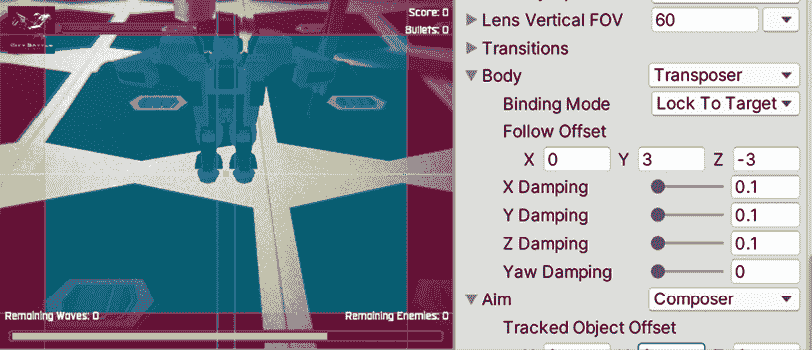 Score: 0
Bullets: 0
City Battle
Remaining Waves: 0
Remaining Enemies: 0
Lens Vertical FOV 60
Transitions
Body Transposer
Binding Mode Lock To Target
Follow Offset
X 0 Y 3 Z -3
X Damping 0.1
Y Damping 0.1
Z Damping 0.1
Yaw Damping 0
Aim Composer
Tracked Object Offset